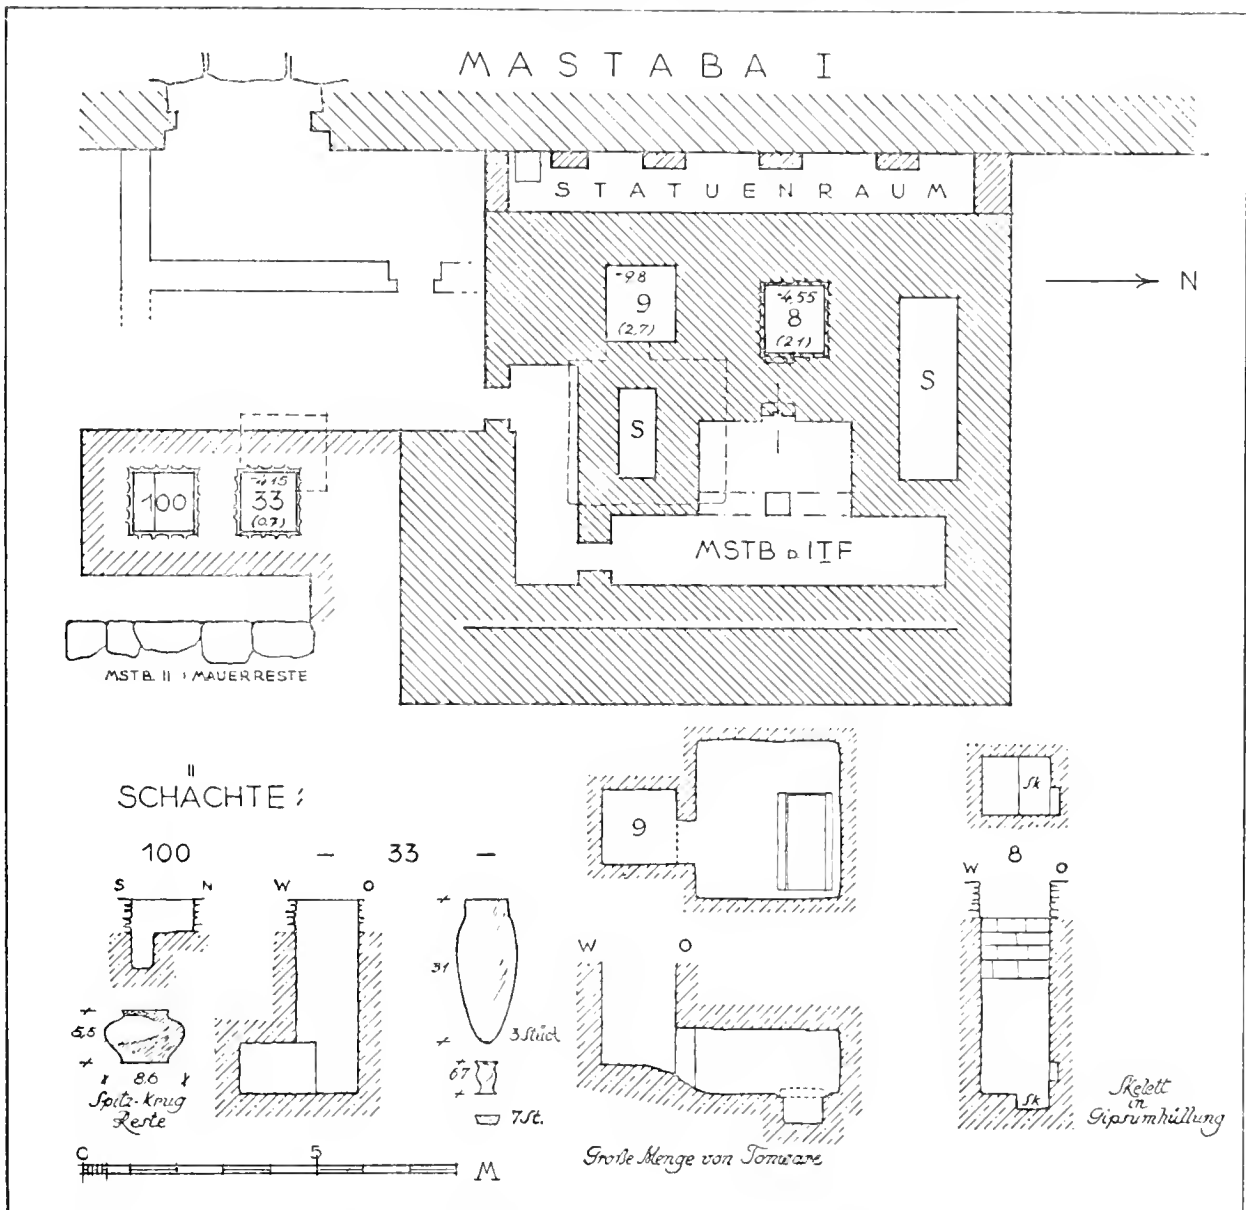 MASTABA I
STATUENRAUM
N
-9.8
9
(2,7)
-4,55
8
(2,1)
S
S
100
-4,15
33
(0,7)
MSTB D. ITF
MSTB. II : MAUERRESTE
SCHÄCHTE :
100 – 33 –
S N W O
31
3 Stück
5,5
8.6
6.7
7 St.
Spitz-Krug
Reste
9
W O
Große Menge von Tonware
Sk
8
W O
Sk
Skelett
in
Gipsumhüllung
0 5 M